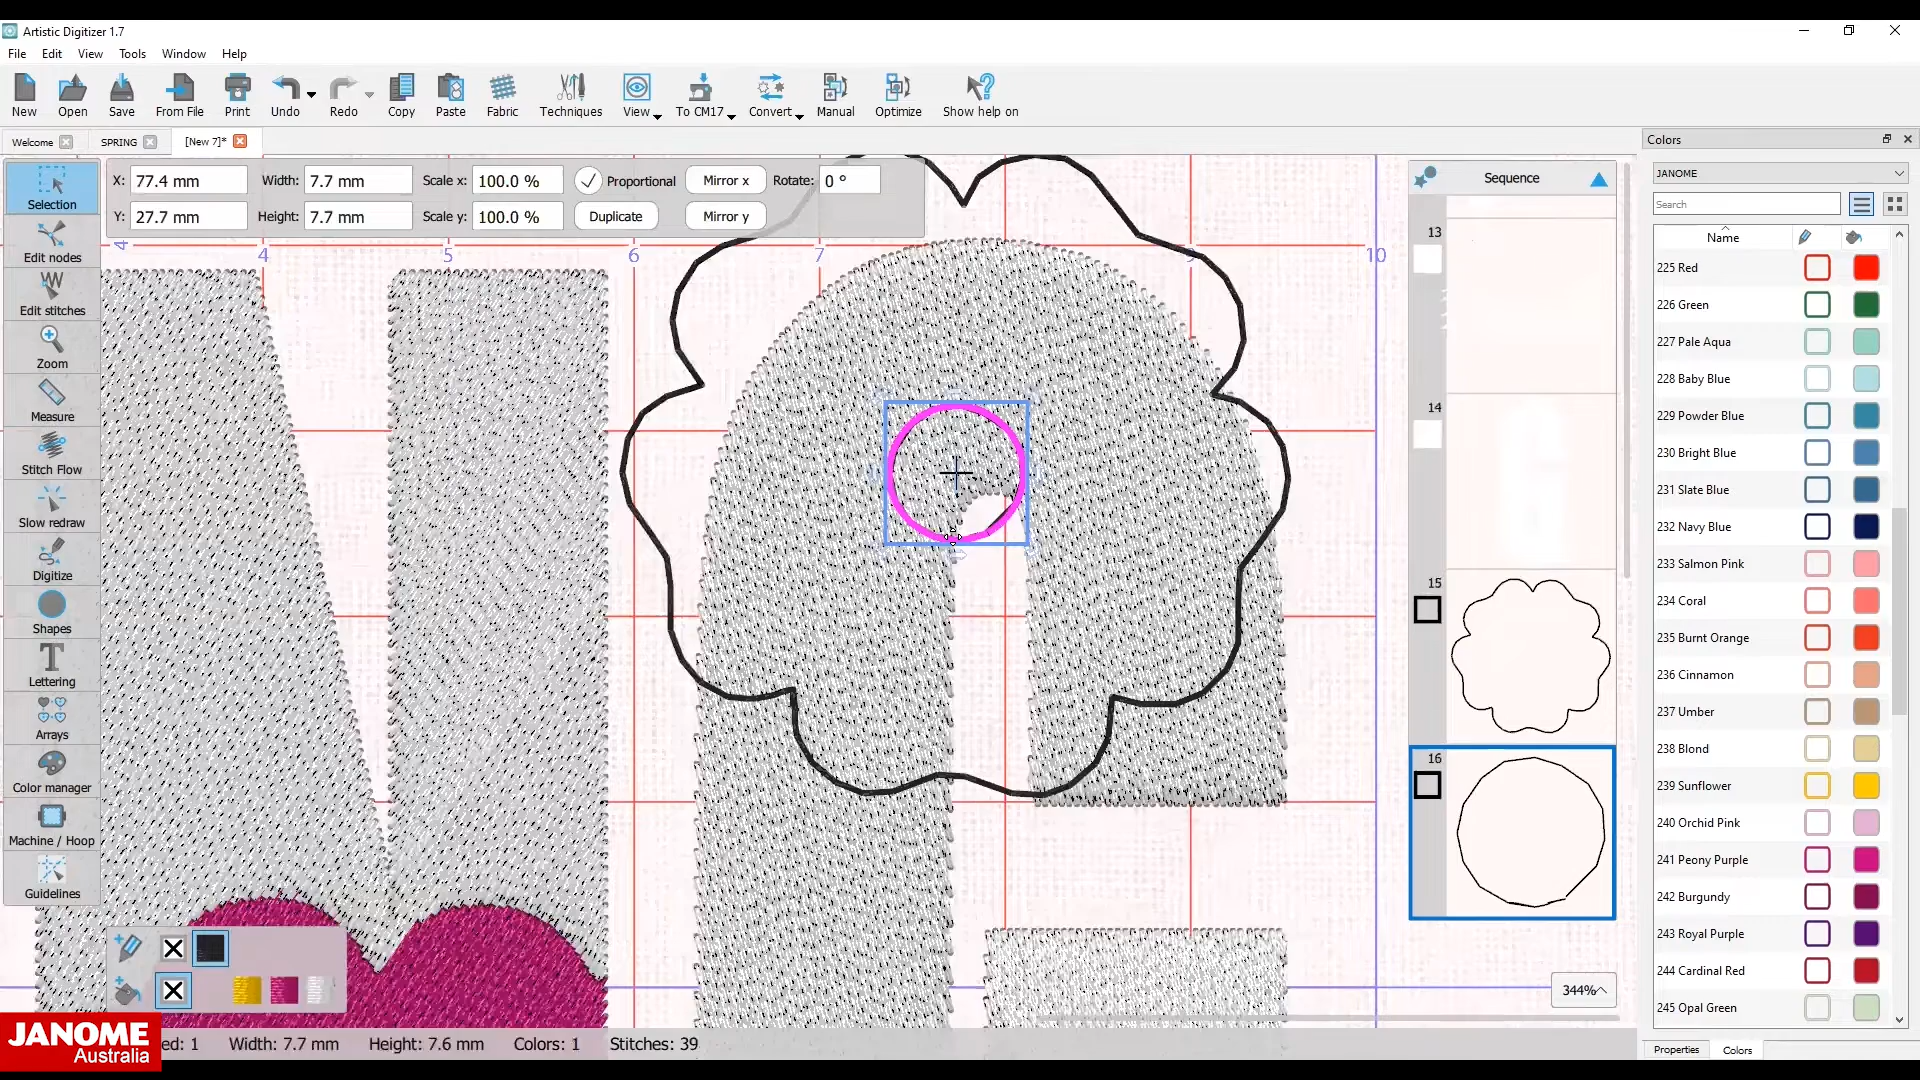 Artistic Digitizer 1.7
File Edit View Tools Window Help
New Open Save From File Print Undo Redo Copy Paste Fabric Techniques View To CM17 Convert Manual Optimize Show help on
Welcome SPRING [New 7]*
Colors
X: 77.4 mm Width: 7.7 mm Scale x: 100.0 % Proportional Mirror x Rotate: 0 °
Y: 27.7 mm Height: 7.7 mm Scale y: 100.0 % Duplicate Mirror y
4 4 5 6 7 9 10
Selection
Edit nodes
Edit stitches
Zoom
Measure
Stitch Flow
Slow redraw
Digitize
Shapes
Lettering
Arrays
Color manager
Machine / Hoop
Guidelines
Sequence
13
14
15
16
344%
JANOME
Search
Name
225 Red
226 Green
227 Pale Aqua
228 Baby Blue
229 Powder Blue
230 Bright Blue
231 Slate Blue
232 Navy Blue
233 Salmon Pink
234 Coral
235 Burnt Orange
236 Cinnamon
237 Umber
238 Blond
239 Sunflower
240 Orchid Pink
241 Peony Purple
242 Burgundy
243 Royal Purple
244 Cardinal Red
245 Opal Green
Properties Colors
JANOME
Australia
ed: 1 Width: 7.7 mm Height: 7.6 mm Colors: 1 Stitches: 39